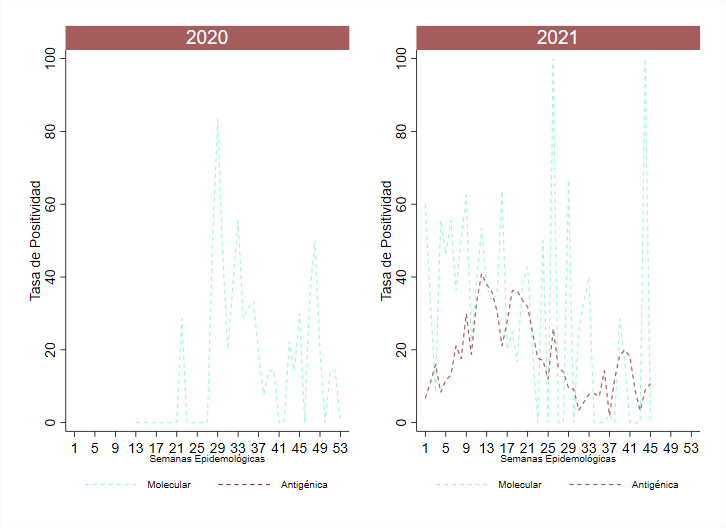 2020
2021
Tasa de Positividad
100
80
60
40
20
0
1 5 9 13 17 21 25 29 33 37 41 45 49 53
Semanas Epidemológicas
Molecular Antigénica
Tasa de Positividad
100
80
60
40
20
0
1 5 9 13 17 21 25 29 33 37 41 45 49 53
Semanas Epidemológicas
Molecular Antigénica